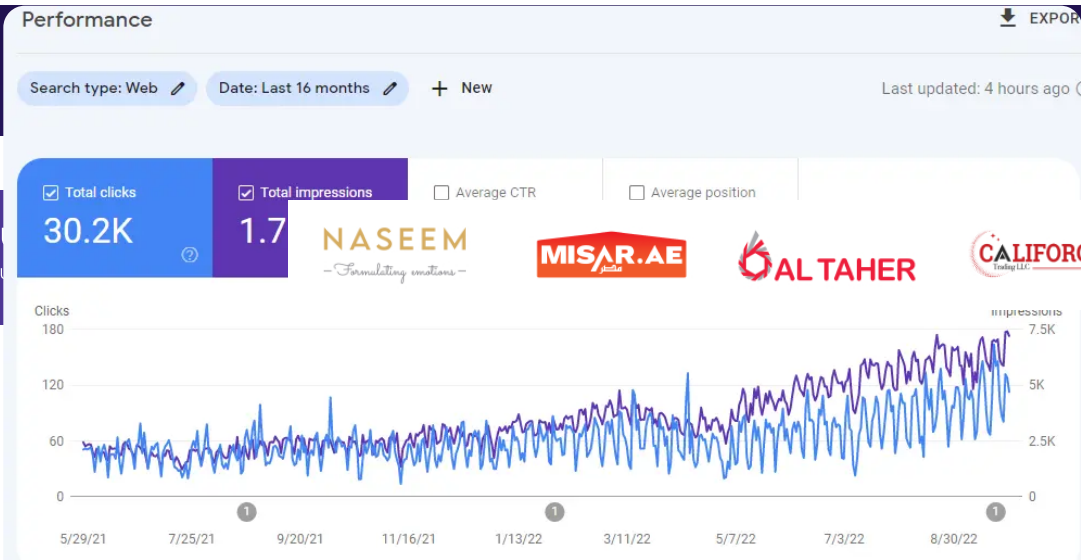 Performance
EXPOR
Search type: Web
Date: Last 16 months
+ New
Last updated: 4 hours ago
Total clicks
30.2K
Total impressions
1.7
Average CTR
Average position
NASEEM
Formulating emotions
MISAR.AE
AL TAHER
CALIFORO
Trading LLC
Clicks
Impressions
180
120
60
0
7.5K
5K
2.5K
0
1
1
1
5/29/21
7/25/21
9/20/21
11/16/21
1/13/22
3/11/22
5/7/22
7/3/22
8/30/22